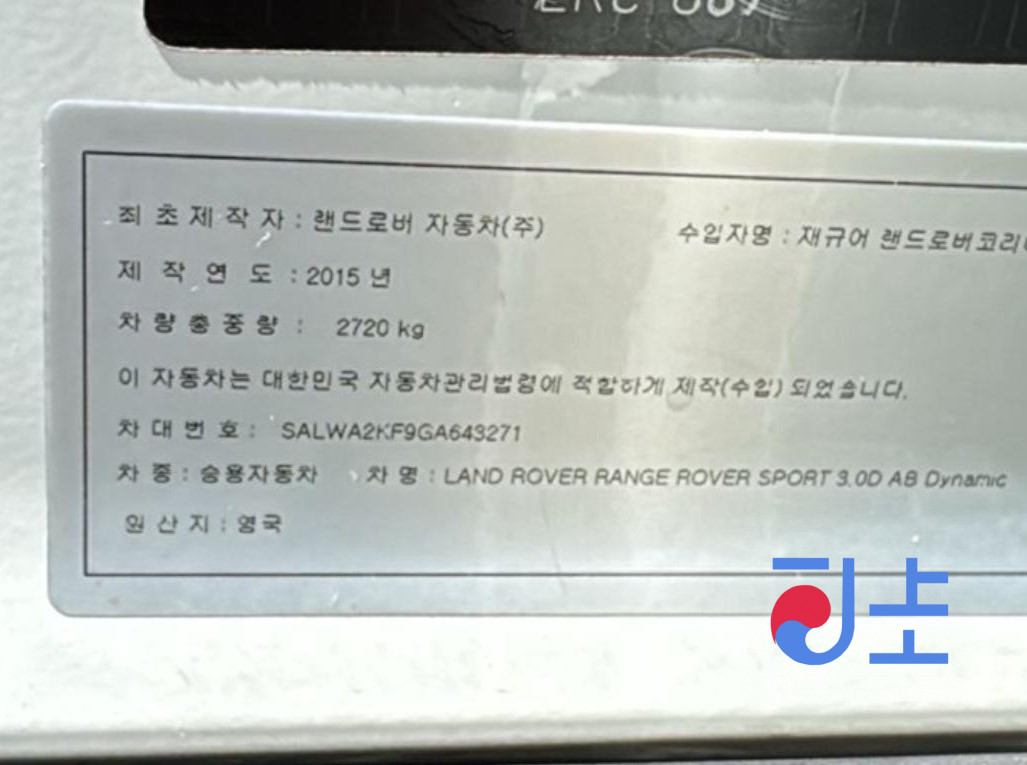 최초제작자 : 랜드로버 자동차(주) 수입자명 : 재규어 랜드로버코리아
제 작 연 도 : 2015 년
차량총중량 : 2720 kg
이 자동차는 대한민국 자동차관리법령에 적합하게 제작(수입) 되었습니다.
차 대 번 호 : SALWA2KF9GA643271
차 종 : 승용자동차 차 명 : LAND ROVER RANGE ROVER SPORT 3.0D AB Dynamic
원 산 지 : 영국